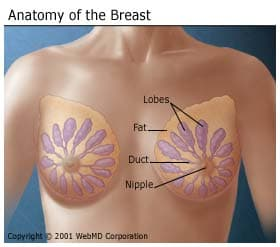 Anatomy of the Breast
Lobes
Fat
Duct
Nipple
Copyright © 2001 WebMD Corporation